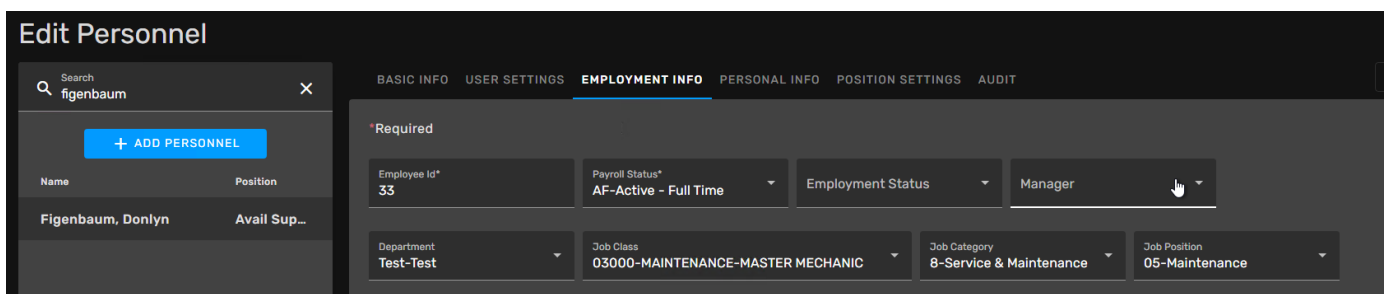 Edit Personnel
Search
figenbaum
+ ADD PERSONNEL
Name Position
Figenbaum, Donlyn Avail Sup...
BASIC INFO USER SETTINGS EMPLOYMENT INFO PERSONAL INFO POSITION SETTINGS AUDIT
*Required
Employee Id*
33
Payroll Status*
AF-Active - Full Time
Employment Status
Manager
Department
Test-Test
Job Class
03000-MAINTENANCE-MASTER MECHANIC
Job Category
8-Service & Maintenance
Job Position
05-Maintenance